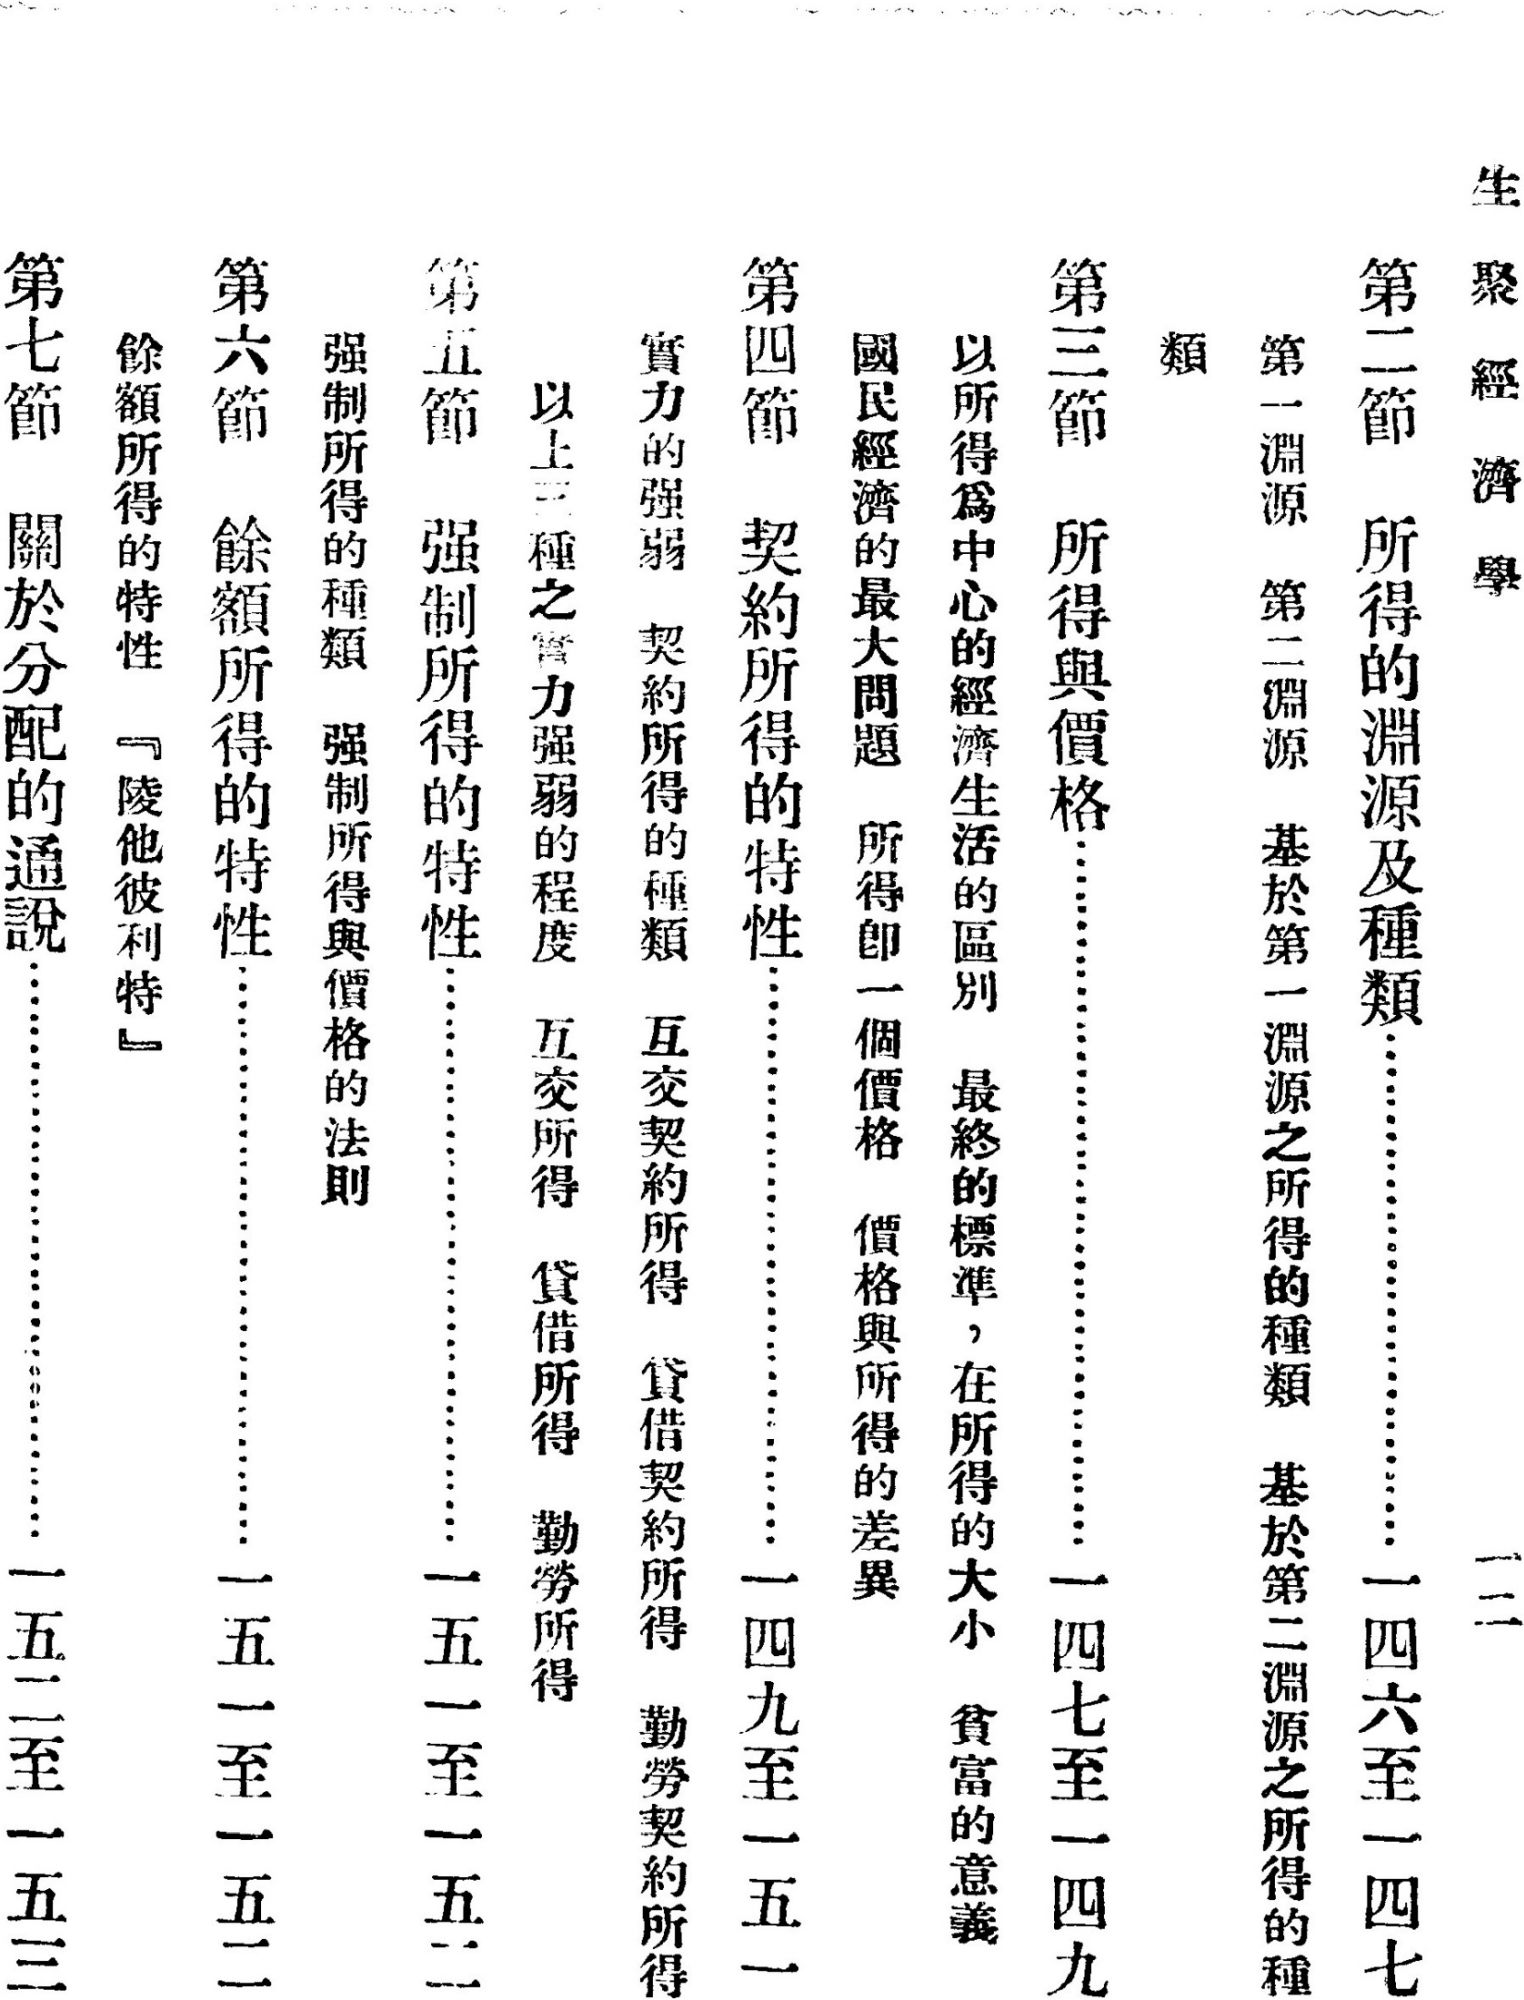 生聚經濟學　一二
第二節　所得的淵源及種類……………………一四六至一四七
第一淵源　第二淵源　基於第一淵源之所得的種類　基於第二淵源之所得的種
類
第三節　所得與價格……………………一四七至一四九
以所得爲中心的經濟生活的區別　最終的標準，在所得的大小　貧富的意義
國民經濟的最大問題　所得卽一個價格　價格與所得的差異
第四節　契約所得的特性……………………一四九至一五一
實力的强弱　契約所得的種類　互交契約所得　貸借契約所得　勤勞契約所得
以上三種之實力强弱的程度　互交所得　貸借所得　勤勞所得
第五節　强制所得的特性……………………一五一至一五二
强制所得的種類　强制所得與價格的法則
第六節　餘額所得的特性……………………一五一至一五二
餘額所得的特性　『陵他彼利特』
第七節　關於分配的通說……………………一五二至一五三